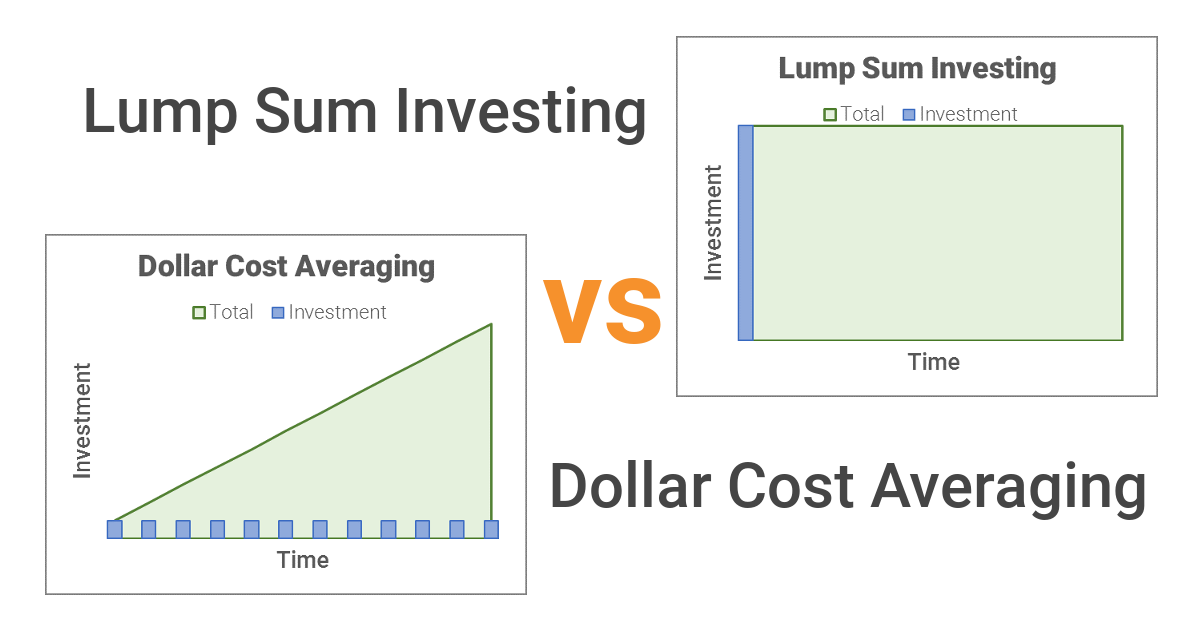 Lump Sum Investing
vs
Dollar Cost Averaging
Lump Sum Investing
Total Investment
Investment
Time
Dollar Cost Averaging
Total Investment
Investment
Time